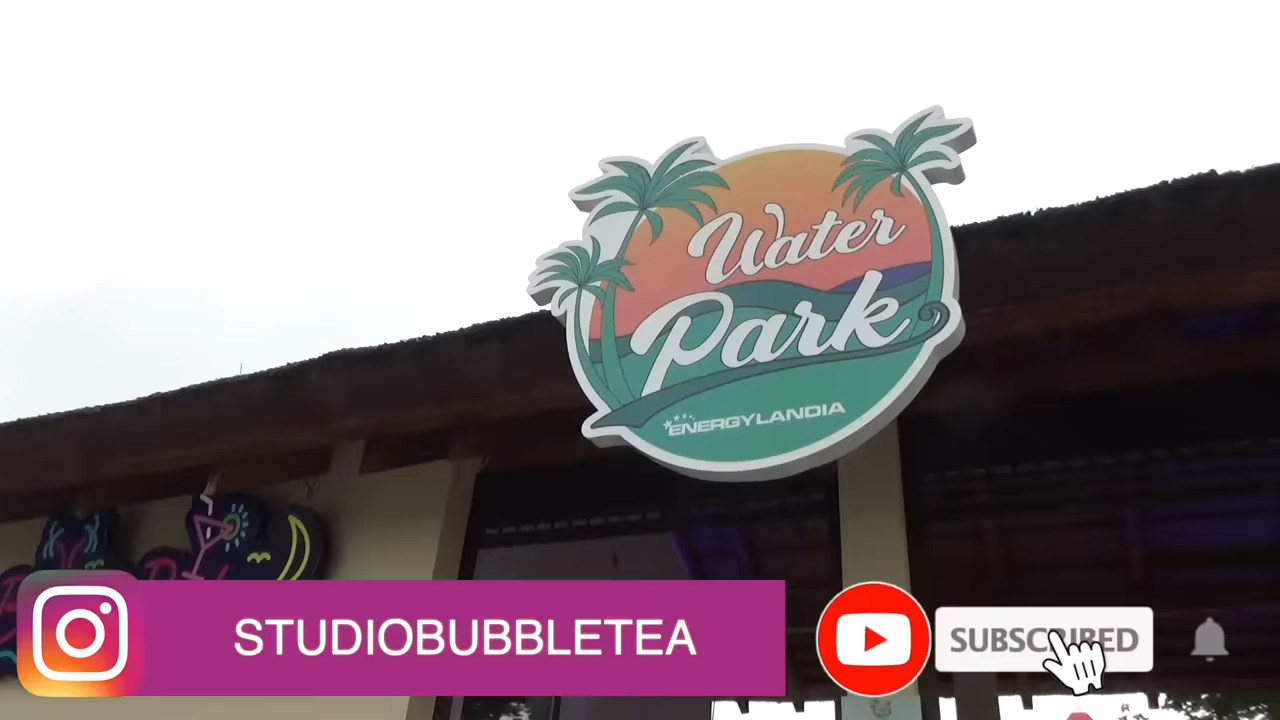 Water
Park
ENERGYLANDIA
STUDIOBUBBLETEA
SUBSCRIBED